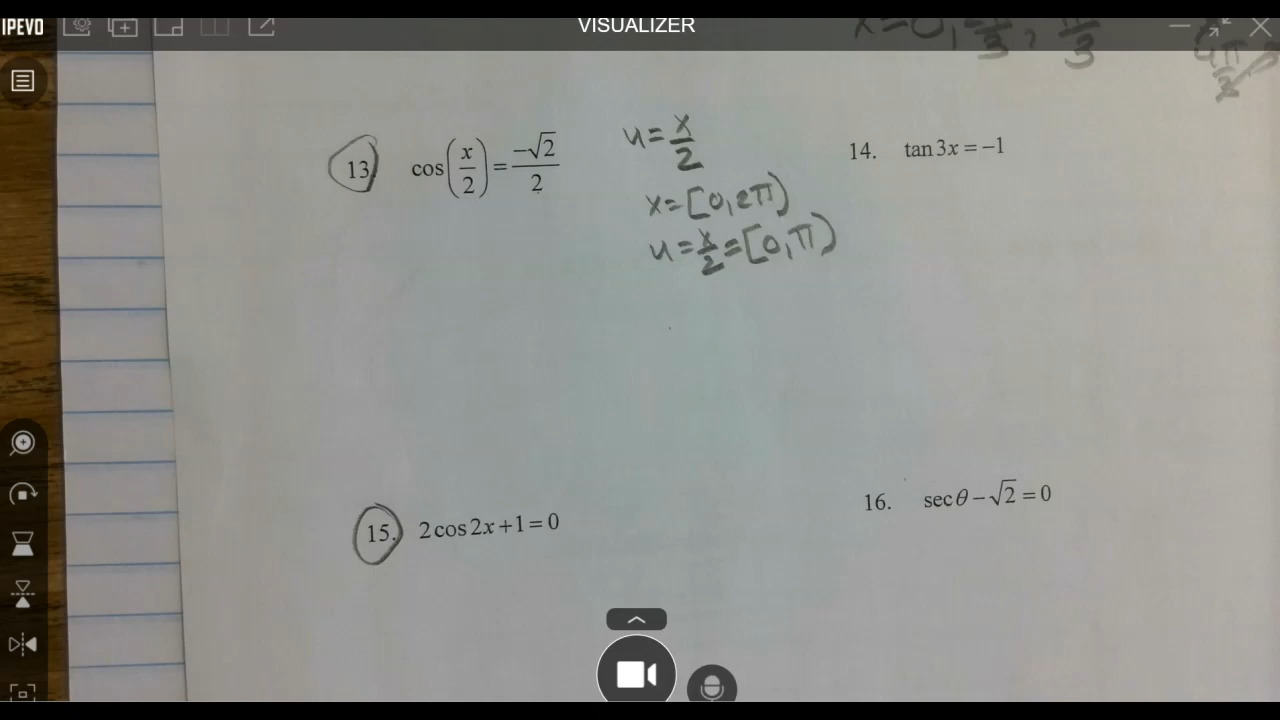 IPEVO
VISUALIZER
13. cos(x/2) = -√2/2
u = x/2
x = [0, 2π)
u = x/2 = [0, π)
14. tan 3x = -1
15. 2 cos 2x + 1 = 0
16. sec θ - √2 = 0